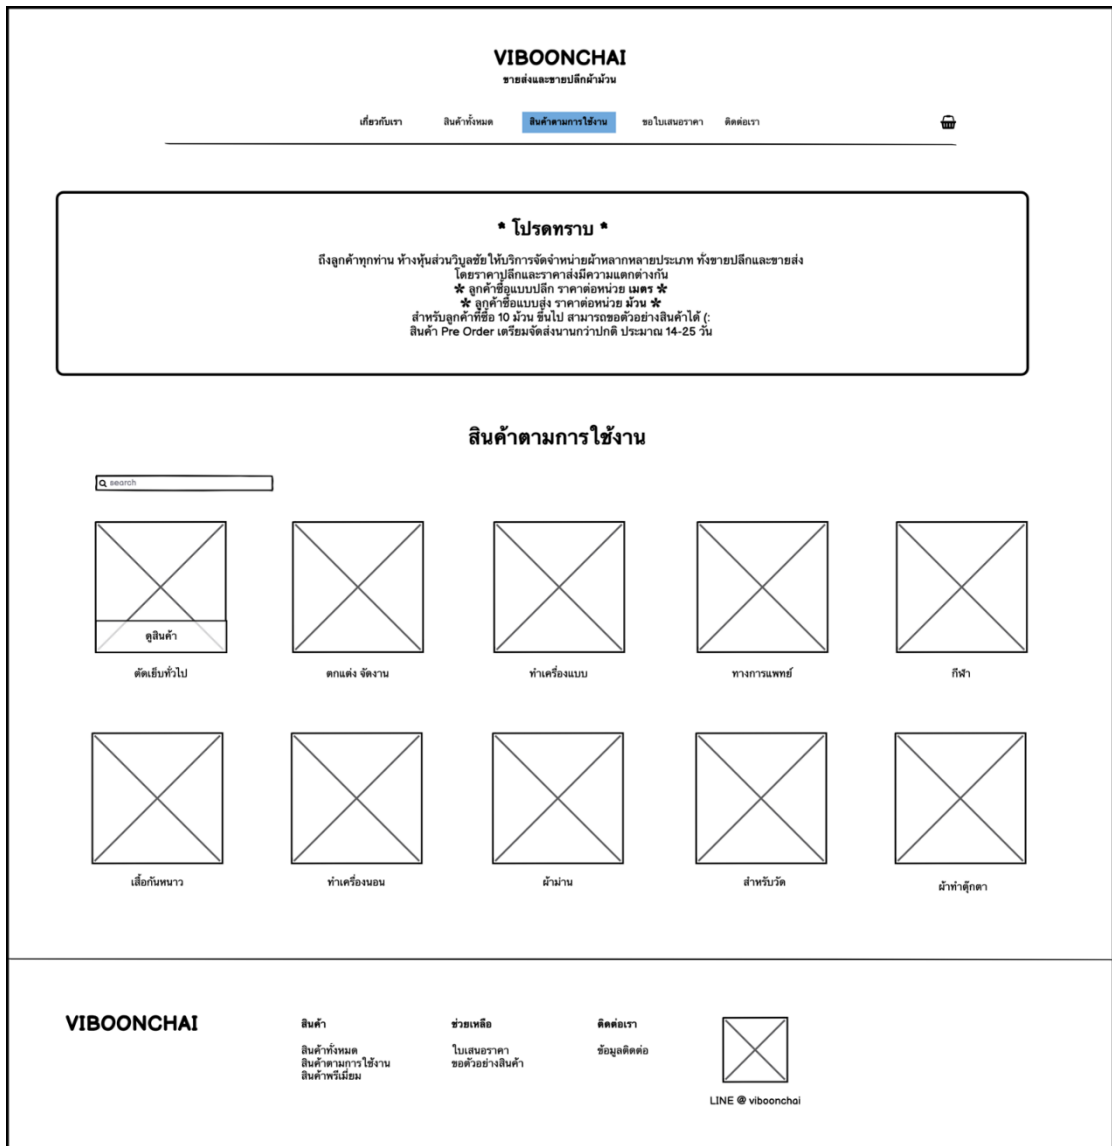 VIBOONCHAI
ขายส่งและขายปลีกผ้าม้วน
เกี่ยวกับเรา
สินค้าทั้งหมด
สินค้าตามการใช้งาน
ขอใบเสนอราคา
ติดต่อเรา
* โปรดทราบ *
ถึงลูกค้าทุกท่าน ห้างหุ้นส่วนวิบูลชัย ให้บริการจัดจำหน่ายผ้าหลากหลายประเภท ทั้งขายปลีกและขายส่ง
โดยราคาปลีกและราคาส่งมีความแตกต่างกัน
✱ ลูกค้าซื้อแบบปลีก ราคาต่อหน่วย เมตร ✱
✱ ลูกค้าซื้อแบบส่ง ราคาต่อหน่วย ม้วน ✱
สำหรับลูกค้าที่ซื้อ 10 ม้วน ขึ้นไป สามารถขอตัวอย่างสินค้าได้ (:
สินค้า Pre Order เตรียมจัดส่งนานกว่าปกติ ประมาณ 14-25 วัน
สินค้าตามการใช้งาน
search
ดูสินค้า
ตัดเย็บทั่วไป
ตกแต่ง จัดงาน
ทำเครื่องแบบ
ทางการแพทย์
กีฬา
เสื้อกันหนาว
ทำเครื่องนอน
ผ้าม่าน
สำหรับวัด
ผ้าทำตุ๊กตา
VIBOONCHAI
สินค้า
สินค้าทั้งหมด
สินค้าตามการใช้งาน
สินค้าพรีเมี่ยม
ช่วยเหลือ
ใบเสนอราคา
ขอตัวอย่างสินค้า
ติดต่อเรา
ข้อมูลติดต่อ
LINE @ viboonchai